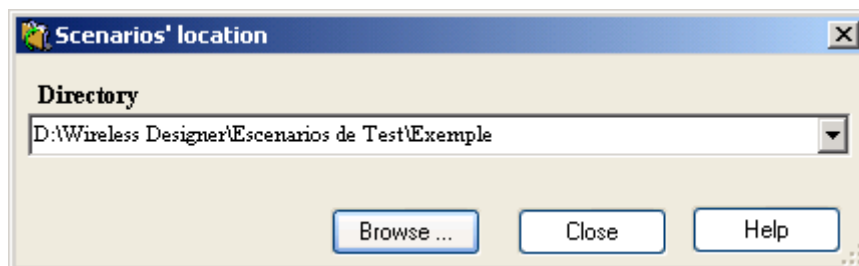 Scenarios' location
Directory
D:\Wireless Designer\Escenarios de Test\Exemple
Browse ... Close Help